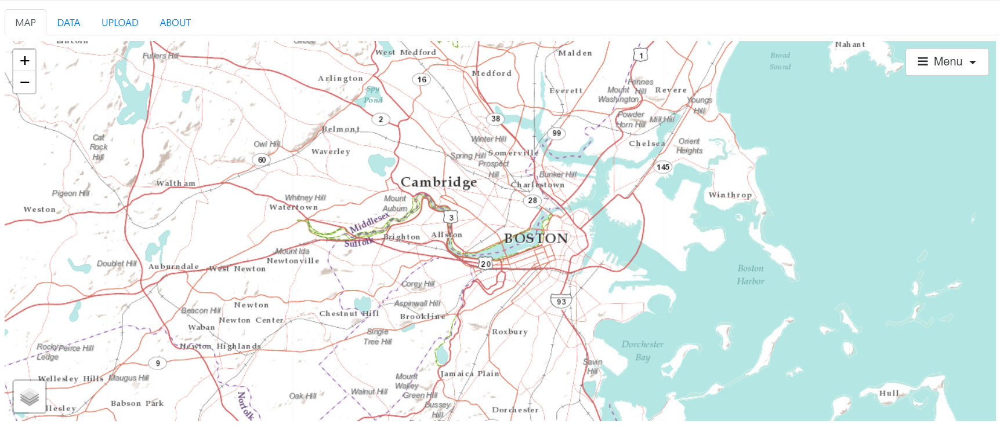 MAP DATA UPLOAD ABOUT
+
−
Menu
Nahant
Broad
Sound
Fullers Hill
West Medford
Malden
1
Arlington
16
Medford
Spy
Pond
Everett
Fennes
Hill
Mount
Washington
Revere
Youngs
Hill
2
38
Powder
Horn Hill
Mill Hill
Belmont
99
Cat
Rock
Hill
Owl Hill
Winter Hill
Chelsea
Orient
Heights
60
Waverley
Spring Hill
Somerville
Prospect
Hill
145
Bunker Hill
Waltham
Cambridge
Charlestown
Pigeon Hill
Winthrop
Whitney Hill
Mount
Auburn
28
Weston
Watertown
3
Middlesex
Suffolk
Brighton
Allston
BOSTON
Mount Ida
Newtonville
Doublet Hill
Auburndale
West Newton
20
Boston
Harbor
Corey Hill
Aspinwall Hill
93
Newton
Beacon Hill
Newton Center
Chestnut Hill
Brookline
Waban
Single
Tree Hill
Roxbury
Rocky
Ledge
Peirce Hill
Newton Highlands
Dorchester
Bay
9
Savin
Hill
Wellesley Hills
Maugus Hill
Mount
Walley
Jamaica Plain
Oak Hill
Walnut Hill
Green Hill
Hull
Babson Park
Norfolk
Bussey
Hill
Dorchester